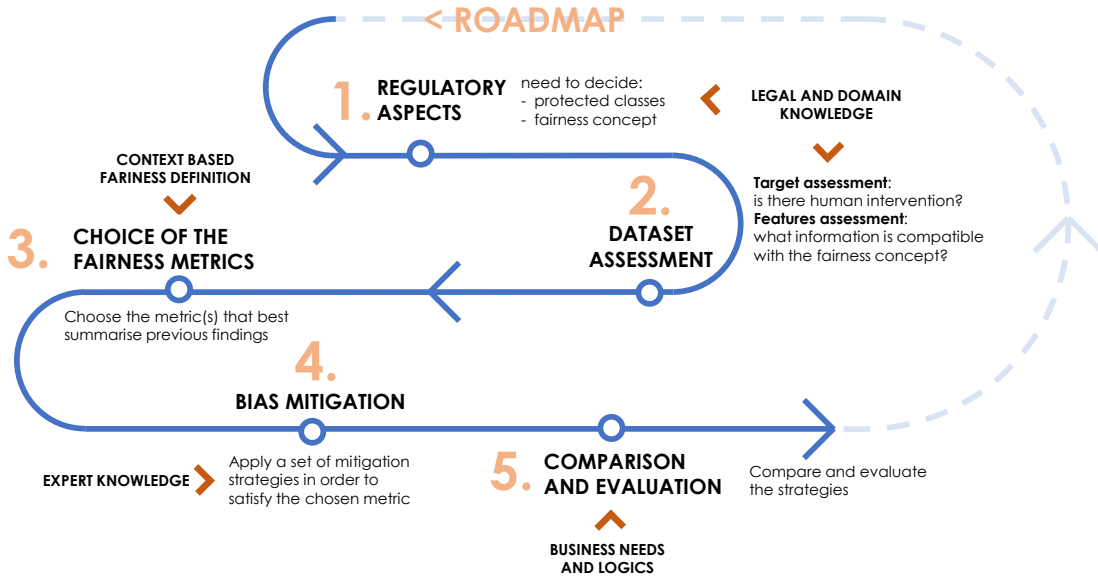 < ROADMAP
1. REGULATORY
ASPECTS
need to decide:
- protected classes
- fairness concept
LEGAL AND DOMAIN
KNOWLEDGE
2.
DATASET
ASSESSMENT
Target assessment:
is there human intervention?
Features assessment:
what information is compatible
with the fairness concept?
CONTEXT BASED
FARINESS DEFINITION
3. CHOICE OF THE
FAIRNESS METRICS
Choose the metric(s) that best
summarise previous findings
4.
BIAS MITIGATION
EXPERT KNOWLEDGE
Apply a set of mitigation
strategies in order to
satisfy the chosen metric
5. COMPARISON
AND EVALUATION
Compare and evaluate
the strategies
BUSINESS NEEDS
AND LOGICS